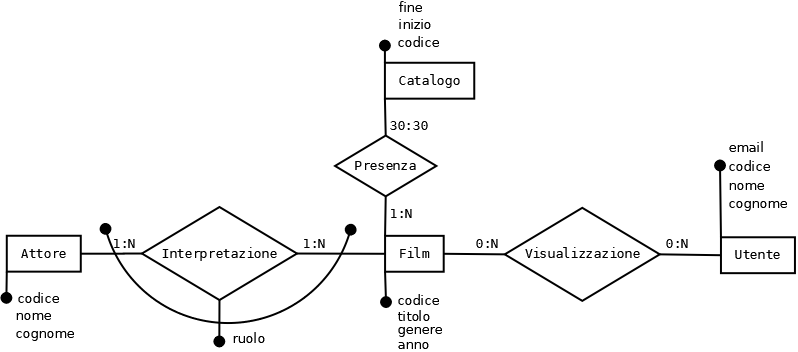 fine
inizio
codice
Catalogo
30:30
Presenza
1:N
email
codice
nome
cognome
Attore
1:N
Interpretazione
1:N
Film
0:N
Visualizzazione
0:N
Utente
codice
nome
cognome
ruolo
codice
titolo
genere
anno